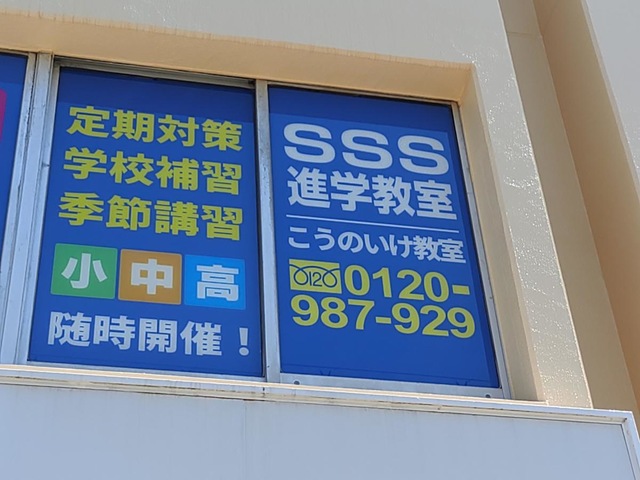 定期対策
学校補習
季節講習
小 中 高
随時開催！
SSS
進学教室
こうのいけ教室
0120
0120-
987-929